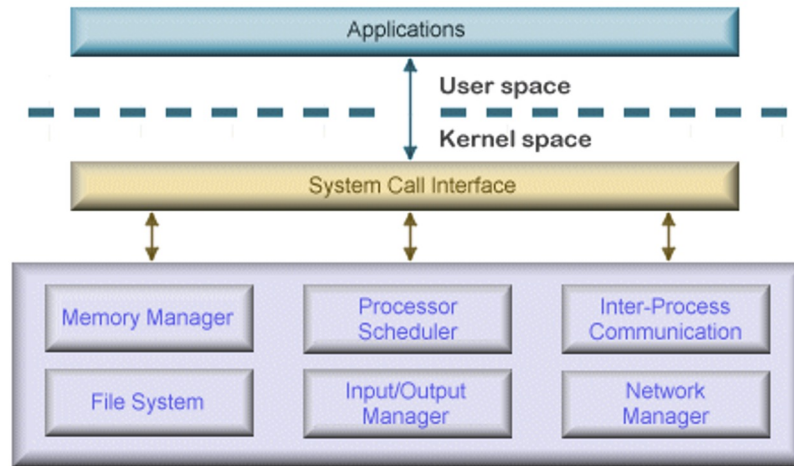 Applications
User space
Kernel space
System Call Interface
Memory Manager
Processor
Scheduler
Inter-Process
Communication
File System
Input/Output
Manager
Network
Manager